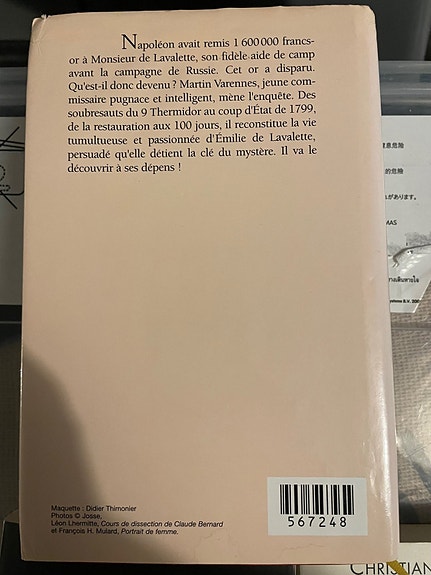 Napoléon avait remis 1 600 000 francs-
or à Monsieur de Lavalette, son fidèle aide de camp
avant la campagne de Russie. Cet or a disparu.
Qu'est-il donc devenu ? Martin Varennes, jeune com-
missaire pugnace et intelligent, mène l'enquête. Des
soubresauts du 9 Thermidor au coup d'État de 1799,
de la restauration aux 100 jours, il reconstitue la vie
tumultueuse et passionnée d'Émilie de Lavalette,
persuadé qu'elle détient la clé du mystère. Il va le
découvrir à ses dépens !
Maquette : Didier Thimonier
Photos © Josse,
Léon Lhermitte, Cours de dissection de Claude Bernard
et François H. Mulard, Portrait de femme.
567248
CHRISTIAN
MAS